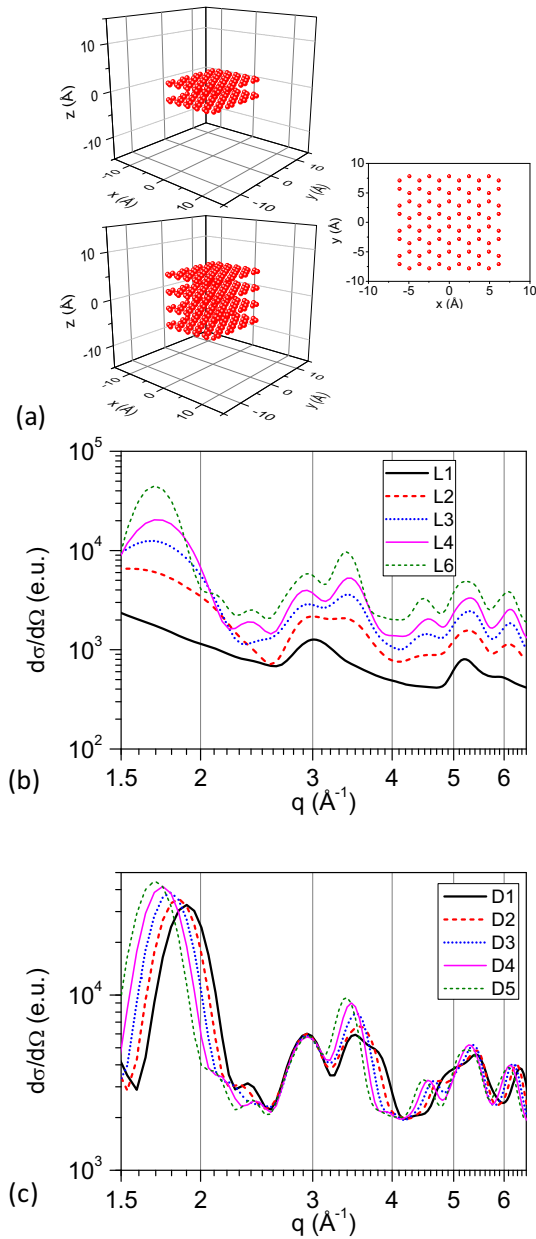 10
0
-10
z (Å)
-10
0
10
x (Å)
-10
0
10
y (Å)
10
5
0
-5
-10
y (Å)
-10
-5
0
5
10
x (Å)
10
0
-10
z (Å)
-10
0
10
x (Å)
-10
0
10
y (Å)
(a)
10⁵
10⁴
10³
10²
dσ/dΩ (e.u.)
L1
L2
L3
L4
L6
1.5
2
3
4
5
6
q (Å⁻¹)
(b)
10⁴
10³
dσ/dΩ (e.u.)
D1
D2
D3
D4
D5
1.5
2
3
4
5
6
q (Å⁻¹)
(c)